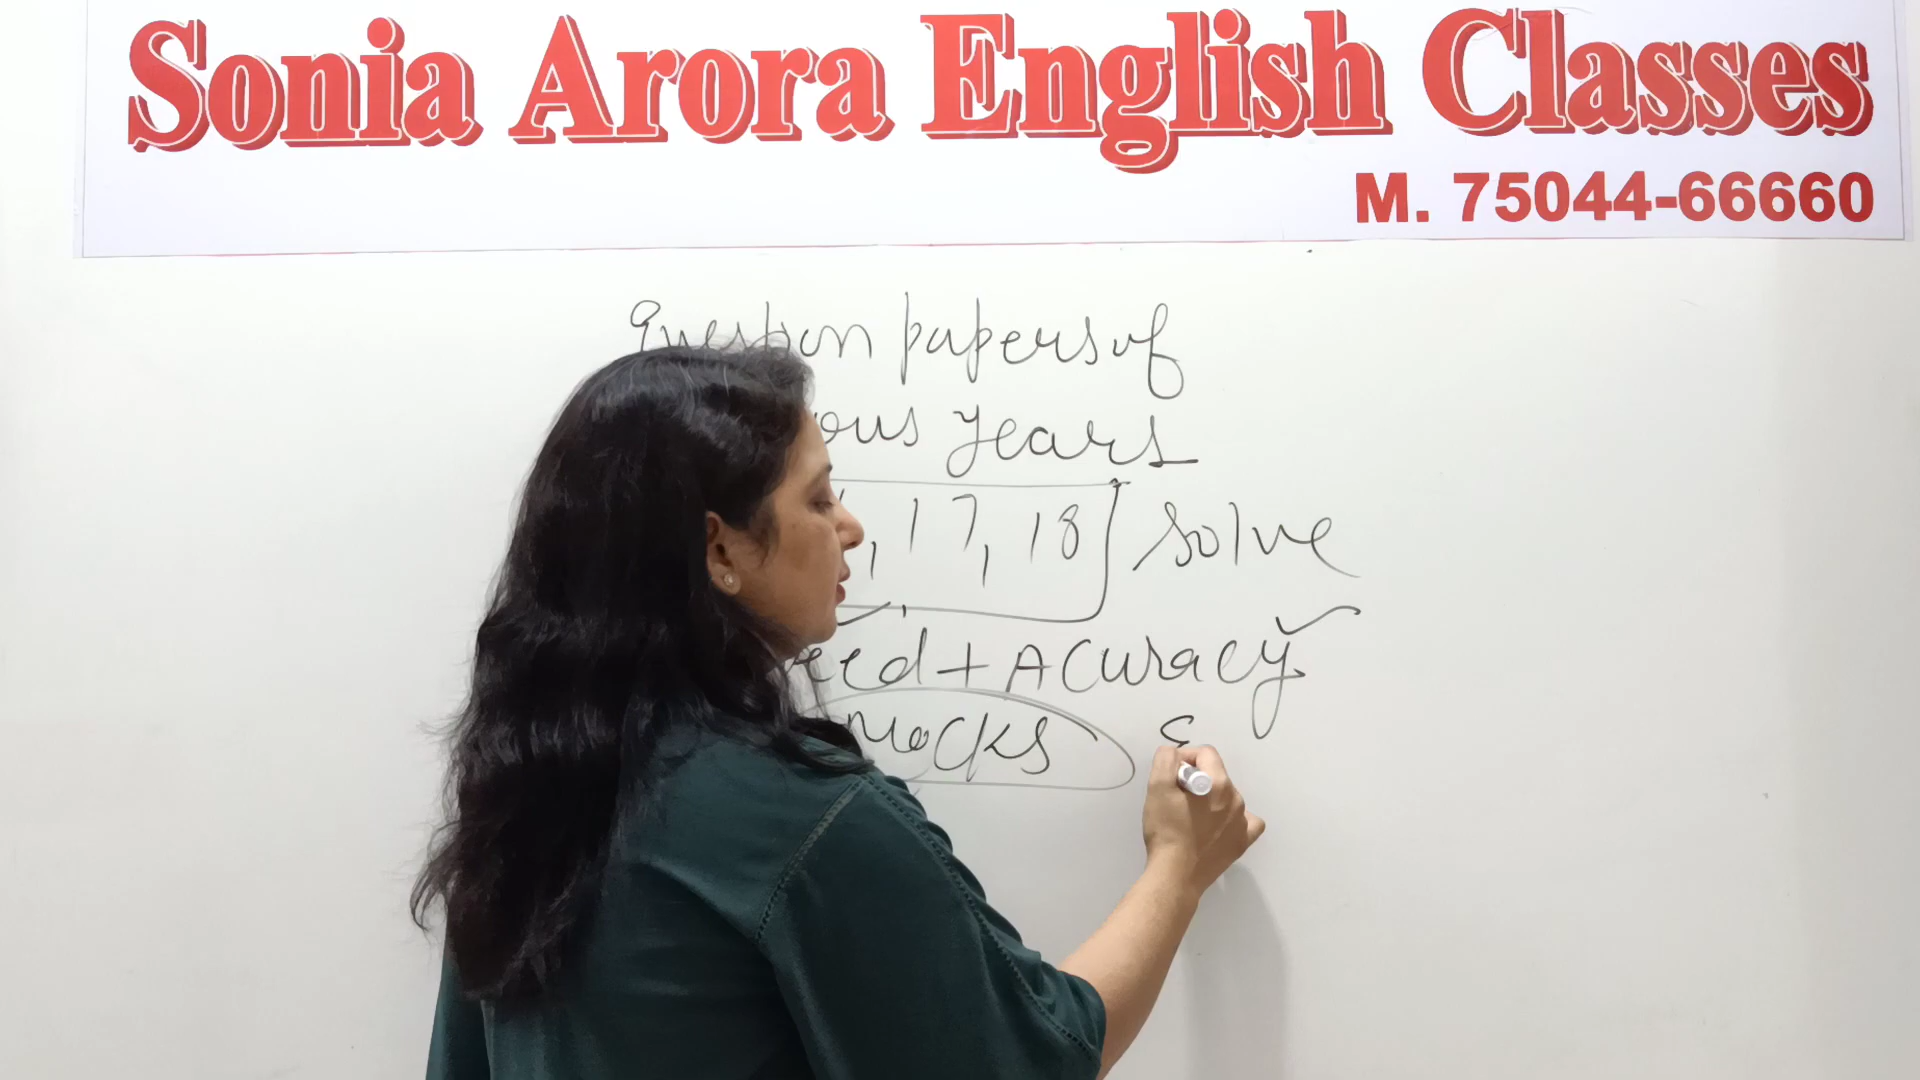 Sonia Arora English Classes
M. 75044-66660
Question papers of
ous years
, 17, 18 solve
eed + Acuracy
Mocks